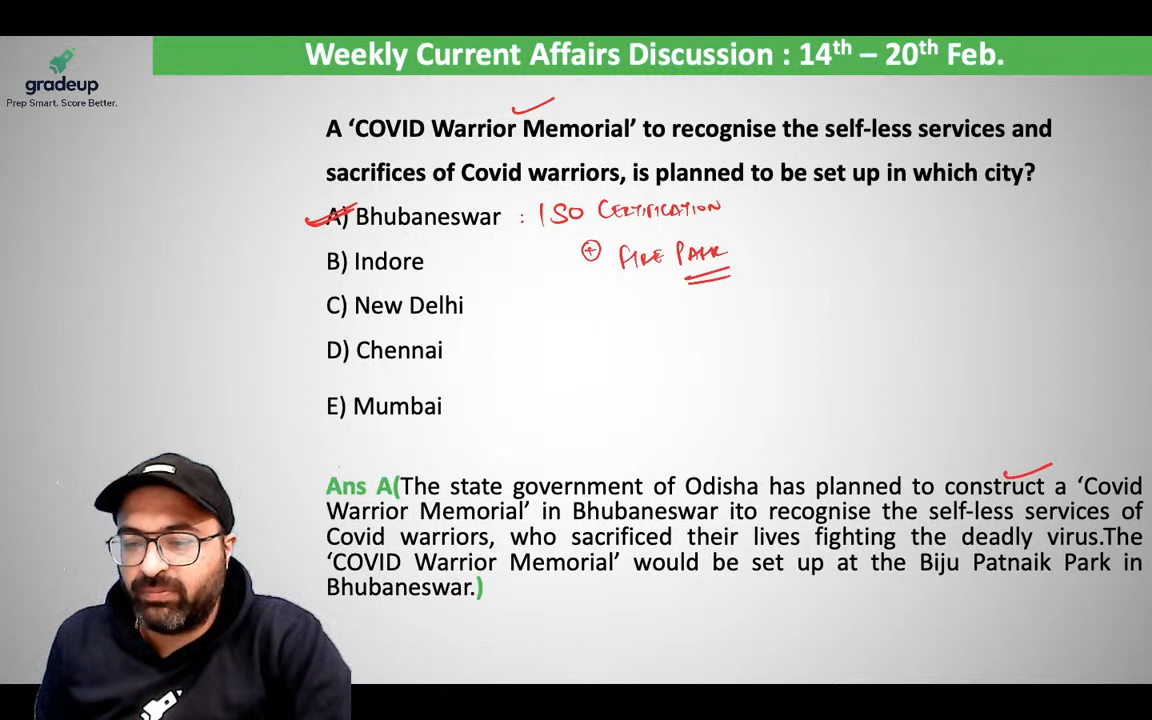 Weekly Current Affairs Discussion : 14th – 20th Feb.
gradeup
Prep Smart. Score Better.
A ‘COVID Warrior Memorial’ to recognise the self-less services and
sacrifices of Covid warriors, is planned to be set up in which city?
A) Bhubaneswar : ISO CERTIFICATION
+ FIRE PARK
B) Indore
C) New Delhi
D) Chennai
E) Mumbai
Ans A(The state government of Odisha has planned to construct a ‘Covid
Warrior Memorial’ in Bhubaneswar ito recognise the self-less services of
Covid warriors, who sacrificed their lives fighting the deadly virus.The
‘COVID Warrior Memorial’ would be set up at the Biju Patnaik Park in
Bhubaneswar.)